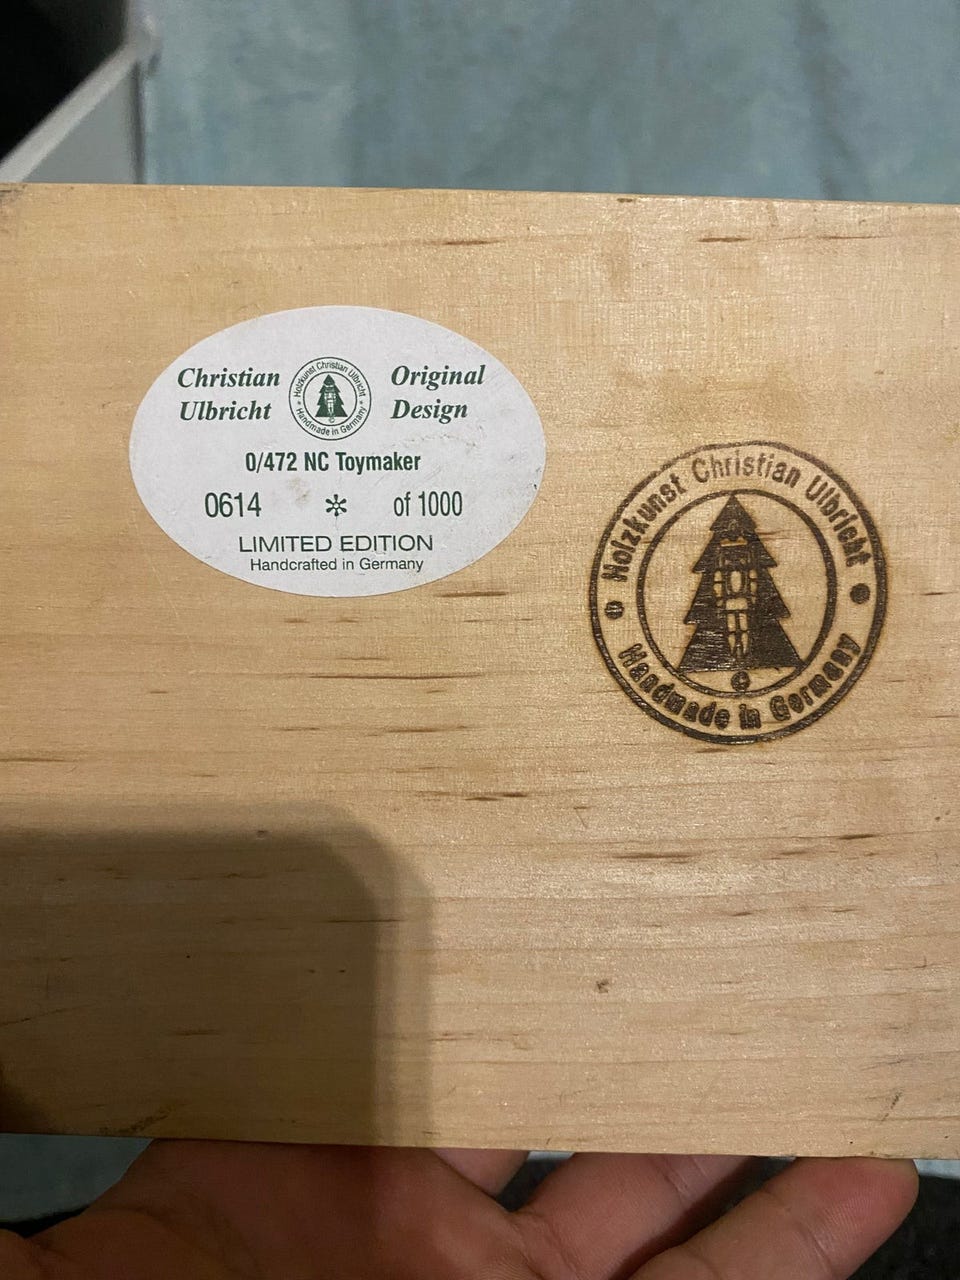 Christian Ulbricht
Holzkunst Christian Ulbricht
Handmade in Germany
Original Design
0/472 NC Toymaker
0614 * of 1000
LIMITED EDITION
Handcrafted in Germany
Holzkunst Christian Ulbricht
©
Handmade in Germany